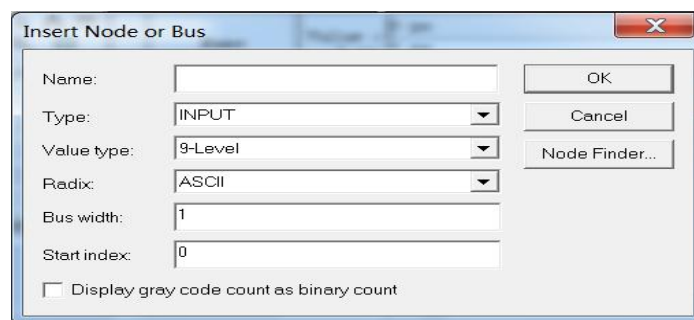 Insert Node or Bus
Name:
OK
Type:
INPUT
Cancel
Value type:
9-Level
Node Finder...
Radix:
ASCII
Bus width:
1
Start index:
0
Display gray code count as binary count